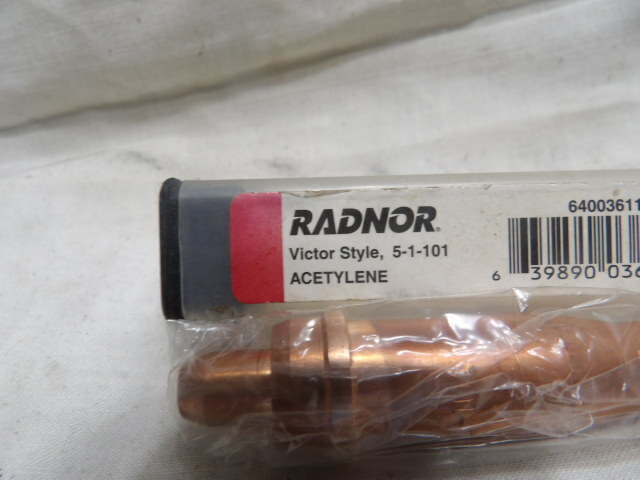 RADNOR
Victor Style, 5-1-101
ACETYLENE
64003611
6 39890 036